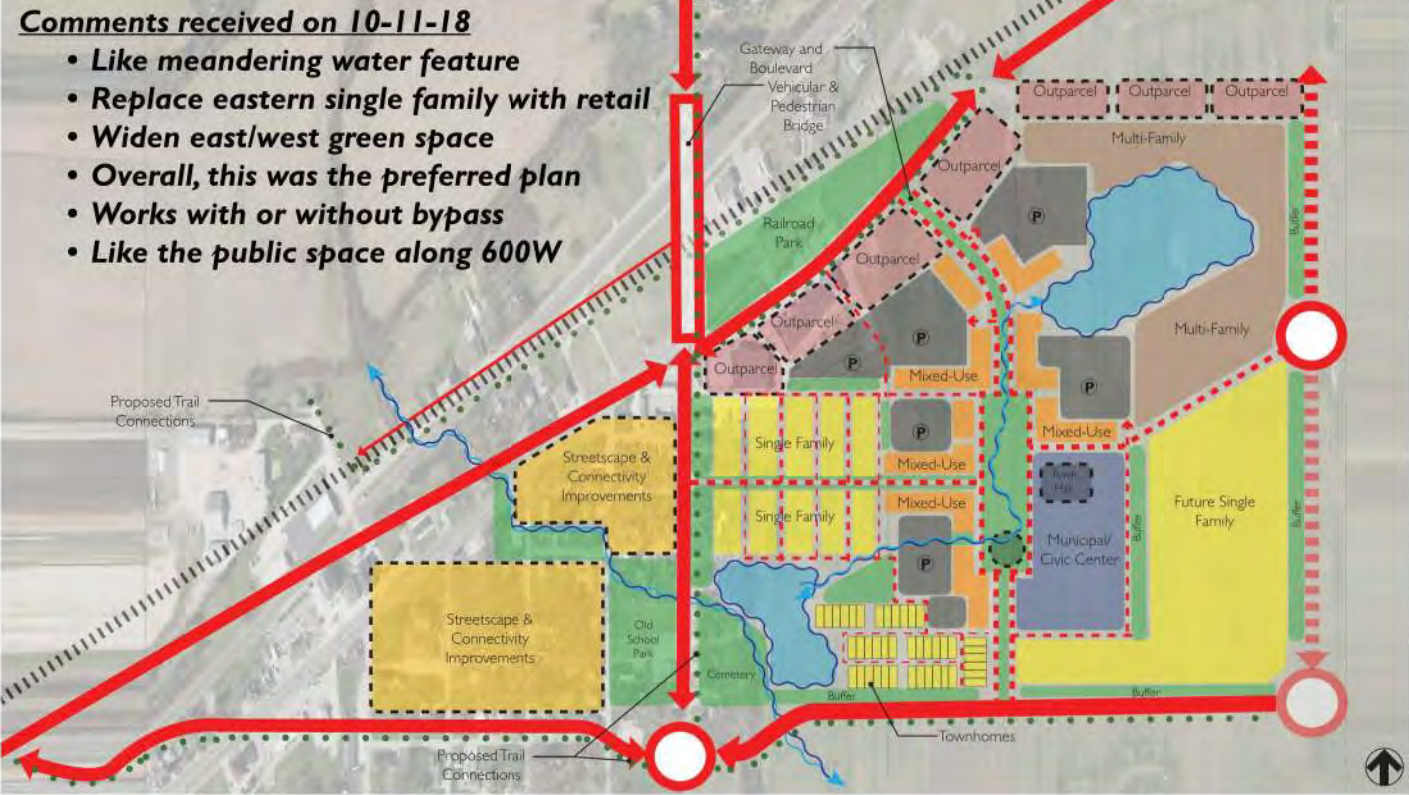 Comments received on 10-11-18
• Like meandering water feature
• Replace eastern single family with retail
• Widen east/west green space
• Overall, this was the preferred plan
• Works with or without bypass
• Like the public space along 600W
Gateway and
Boulevard
Vehicular &
Pedestrian
Bridge
Outparcel
Outparcel
Outparcel
Multi-Family
Outparcel
P
Railroad
Park
Buffer
Outparcel
Outparcel
Multi-Family
P
P
Outparcel
Mixed-Use
P
Proposed Trail
Connections
Single Family
P
Mixed-Use
Mixed-Use
Streetscape &
Connectivity
Improvements
Town
Hall
Mixed-Use
Single Family
Future Single
Family
Buffer
Buffer
Municipal/
Civic Center
P
Streetscape &
Connectivity
Improvements
Old
School
Park
Cemetery
Buffer
Buffer
Townhomes
Proposed Trail
Connections